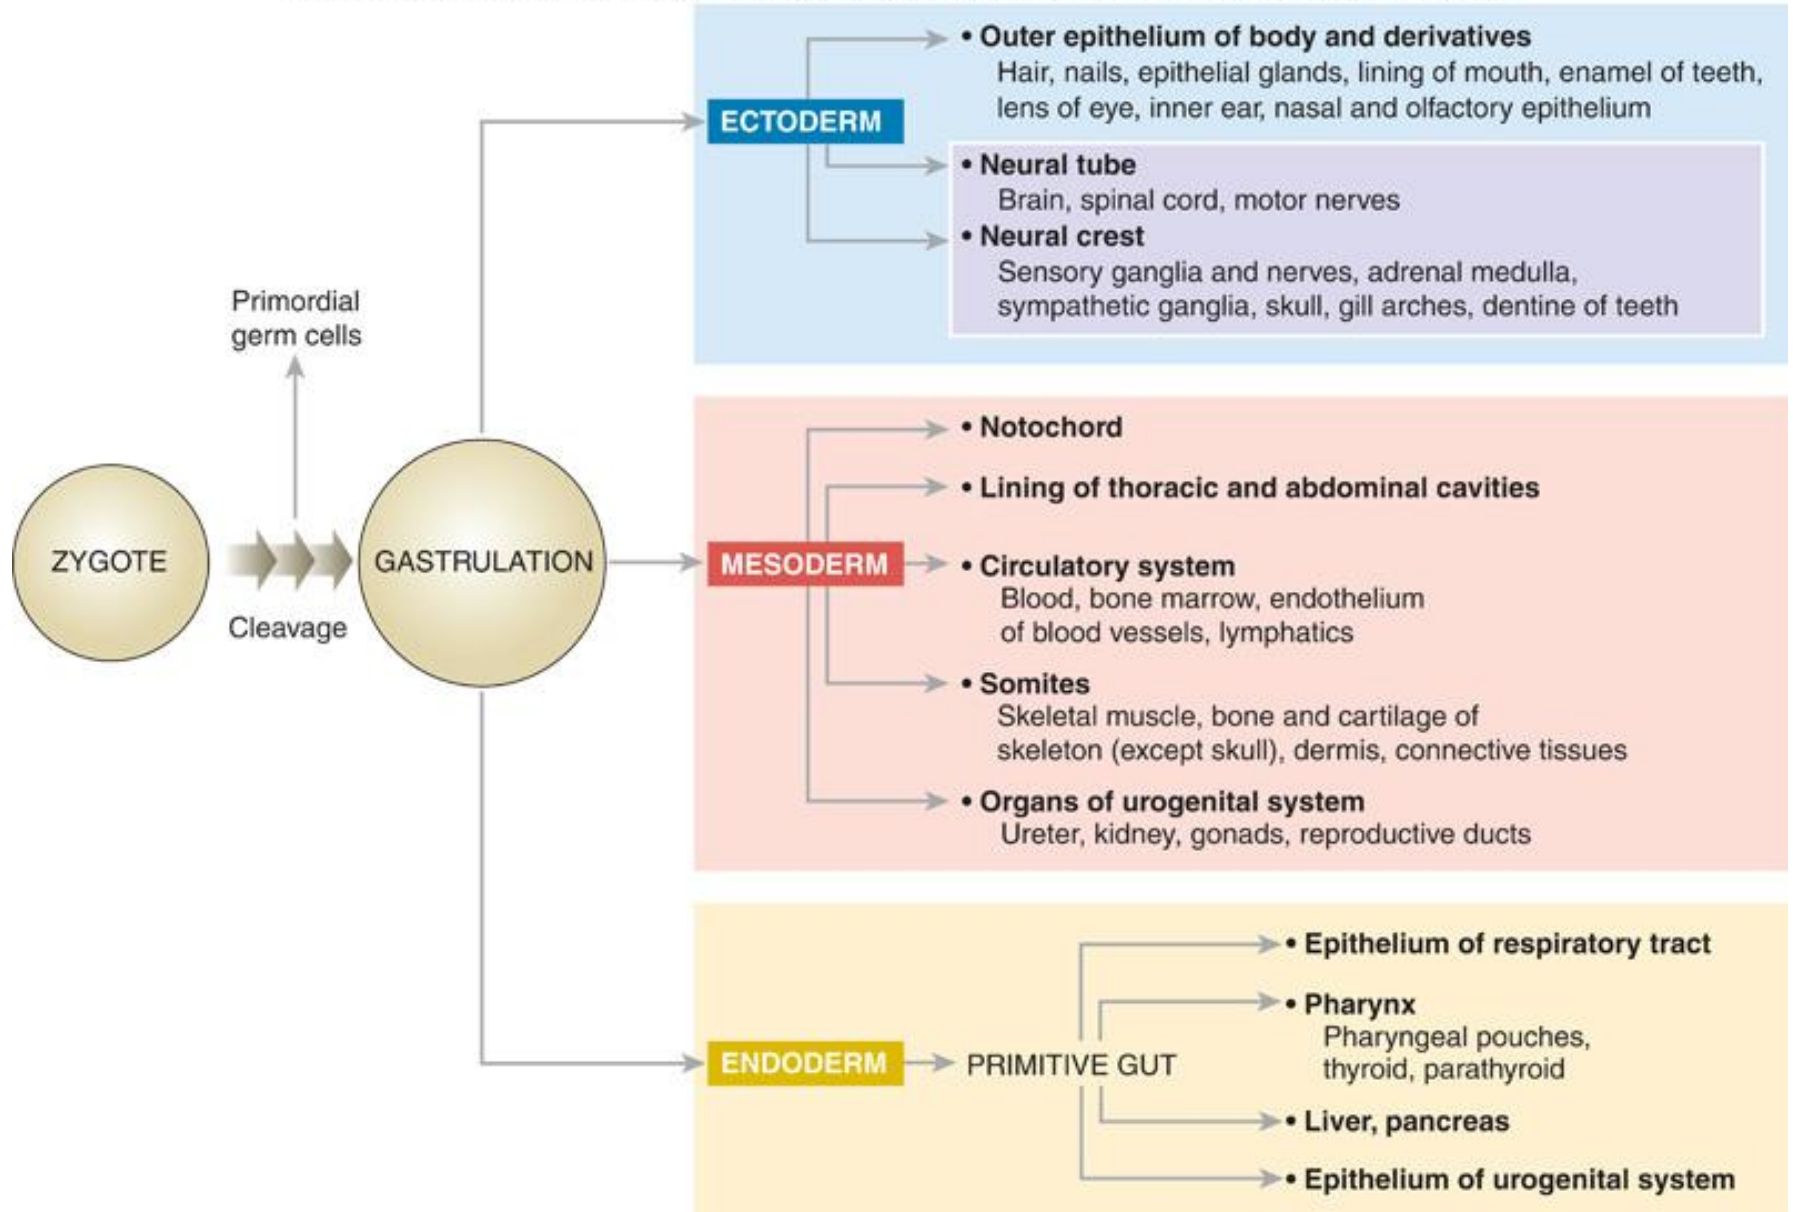 ECTODERM
• Outer epithelium of body and derivatives
Hair, nails, epithelial glands, lining of mouth, enamel of teeth,
lens of eye, inner ear, nasal and olfactory epithelium
• Neural tube
Brain, spinal cord, motor nerves
• Neural crest
Sensory ganglia and nerves, adrenal medulla,
sympathetic ganglia, skull, gill arches, dentine of teeth
Primordial
germ cells
ZYGOTE
Cleavage
GASTRULATION
MESODERM
• Notochord
• Lining of thoracic and abdominal cavities
• Circulatory system
Blood, bone marrow, endothelium
of blood vessels, lymphatics
• Somites
Skeletal muscle, bone and cartilage of
skeleton (except skull), dermis, connective tissues
• Organs of urogenital system
Ureter, kidney, gonads, reproductive ducts
ENDODERM
PRIMITIVE GUT
• Epithelium of respiratory tract
• Pharynx
Pharyngeal pouches,
thyroid, parathyroid
• Liver, pancreas
• Epithelium of urogenital system